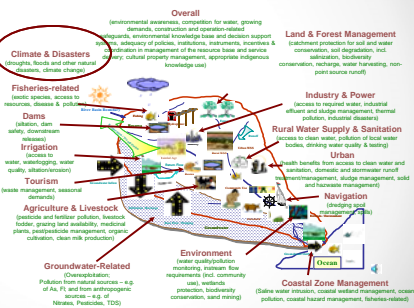 Overall
(environmental awareness, competition for water, growing
demands, construction and operation-related
safeguards, environmental knowledge base and decision support
systems, adequacy of policies, institutions, instruments, incentives &
coordination in management of the resource base and service
delivery; cultural property management, appropriate indigenous
knowledge use)
Climate & Disasters
(droughts, floods and other natural
disasters, climate change)
Land & Forest Management
(catchment protection for soil and water
conservation, soil degradation, incl.
salinization, biodiversity
conservation, recharge, water harvesting, non-
point source runoff)
Fisheries-related
(exotic species, access to
resources, disease & pollution)
Dams
(siltation, dam
safety, downstream
releases)
Irrigation
(access to
water, waterlogging, water
quality, siltation/erosion)
Tourism
(waste management, seasonal
demands)
Agriculture & Livestock
(pesticide and fertilizer pollution, livestock
fodder, grazing land availability, medicinal
plants, pest/pasture management, organic
cultivation, clean milk production)
Industry & Power
(access to required water, industrial
effluent and sludge management, thermal
pollution, industrial disasters)
Rural Water Supply & Sanitation
(access to clean water, pollution of local water
bodies, drinking water quality & testing)
Urban
(health benefits from access to clean water and
sanitation, domestic and stormwater runoff
treatment/management, sludge management, solid
and hazwaste management)
Navigation
(dredging spoil
management, spills)
Groundwater-Related
(Overexploitation;
Pollution from natural sources – e.g.
of As, Fl; and from anthropogenic
sources – e.g. of
Nitrates, Pesticides, TDS)
Environment
(water quality/pollution
monitoring, instream flow
requirements (incl. community
use), wetlands
protection, biodiversity
conservation, sand mining)
Ocean
Coastal Zone Management
(Saline water intrusion, coastal wetland management, ocean
pollution, coastal hazard management, fisheries-related)